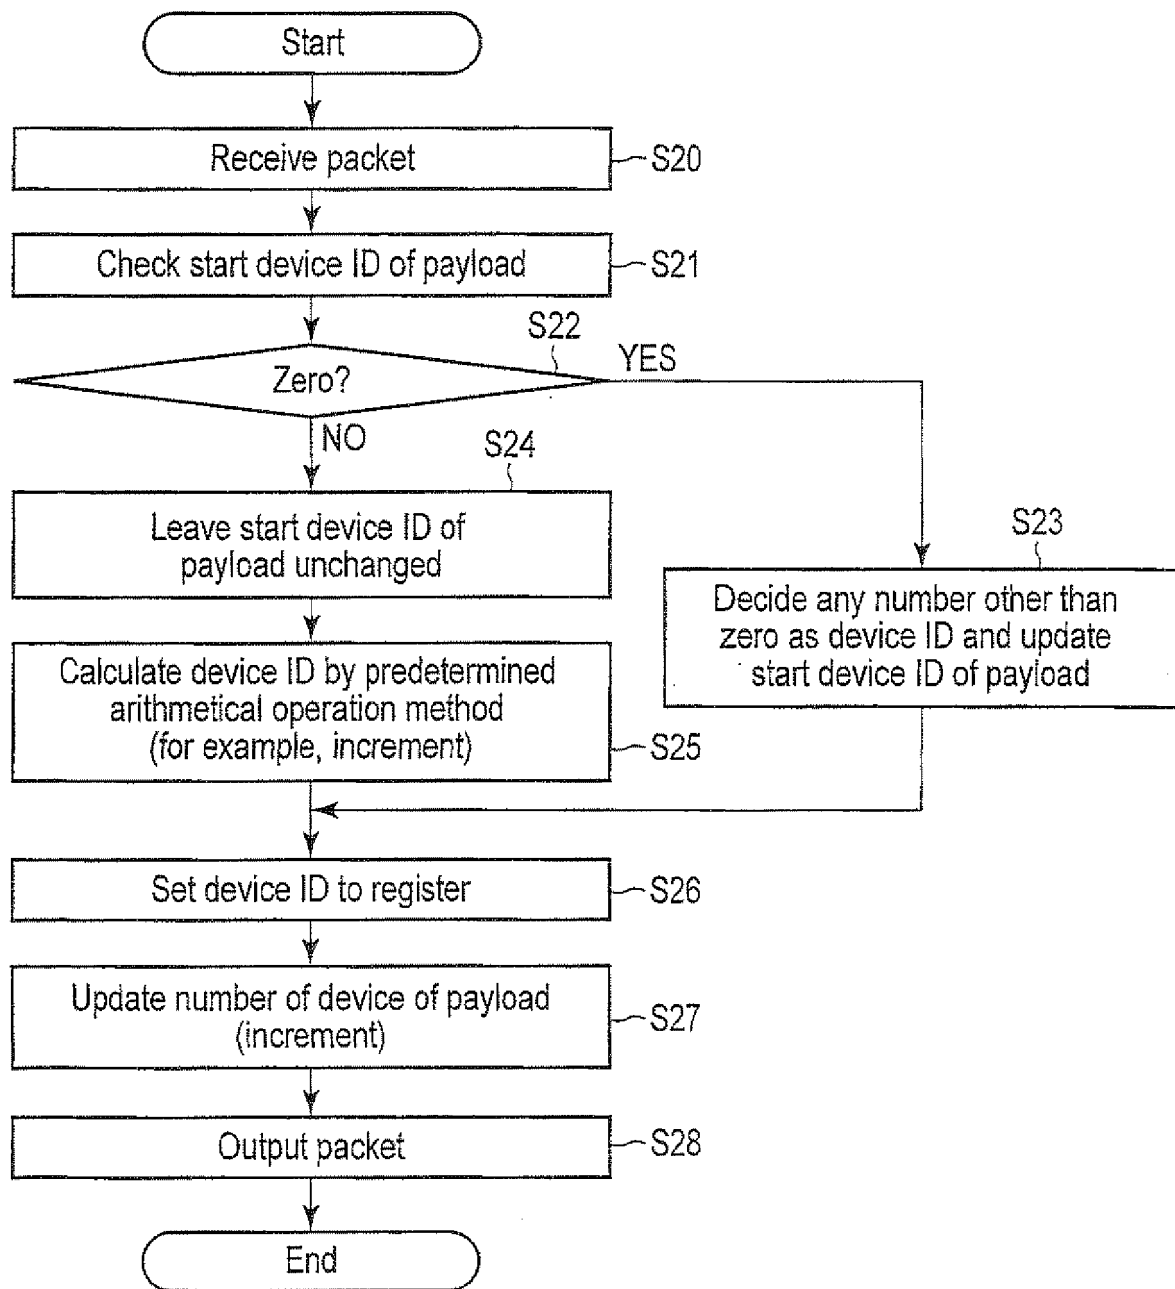 Start
Receive packet
S20
Check start device ID of payload
S21
S22
Zero?
YES
NO
S24
Leave start device ID of
payload unchanged
S23
Decide any number other than
zero as device ID and update
start device ID of payload
Calculate device ID by predetermined
arithmetical operation method
(for example, increment)
S25
Set device ID to register
S26
Update number of device of payload
(increment)
S27
Output packet
S28
End